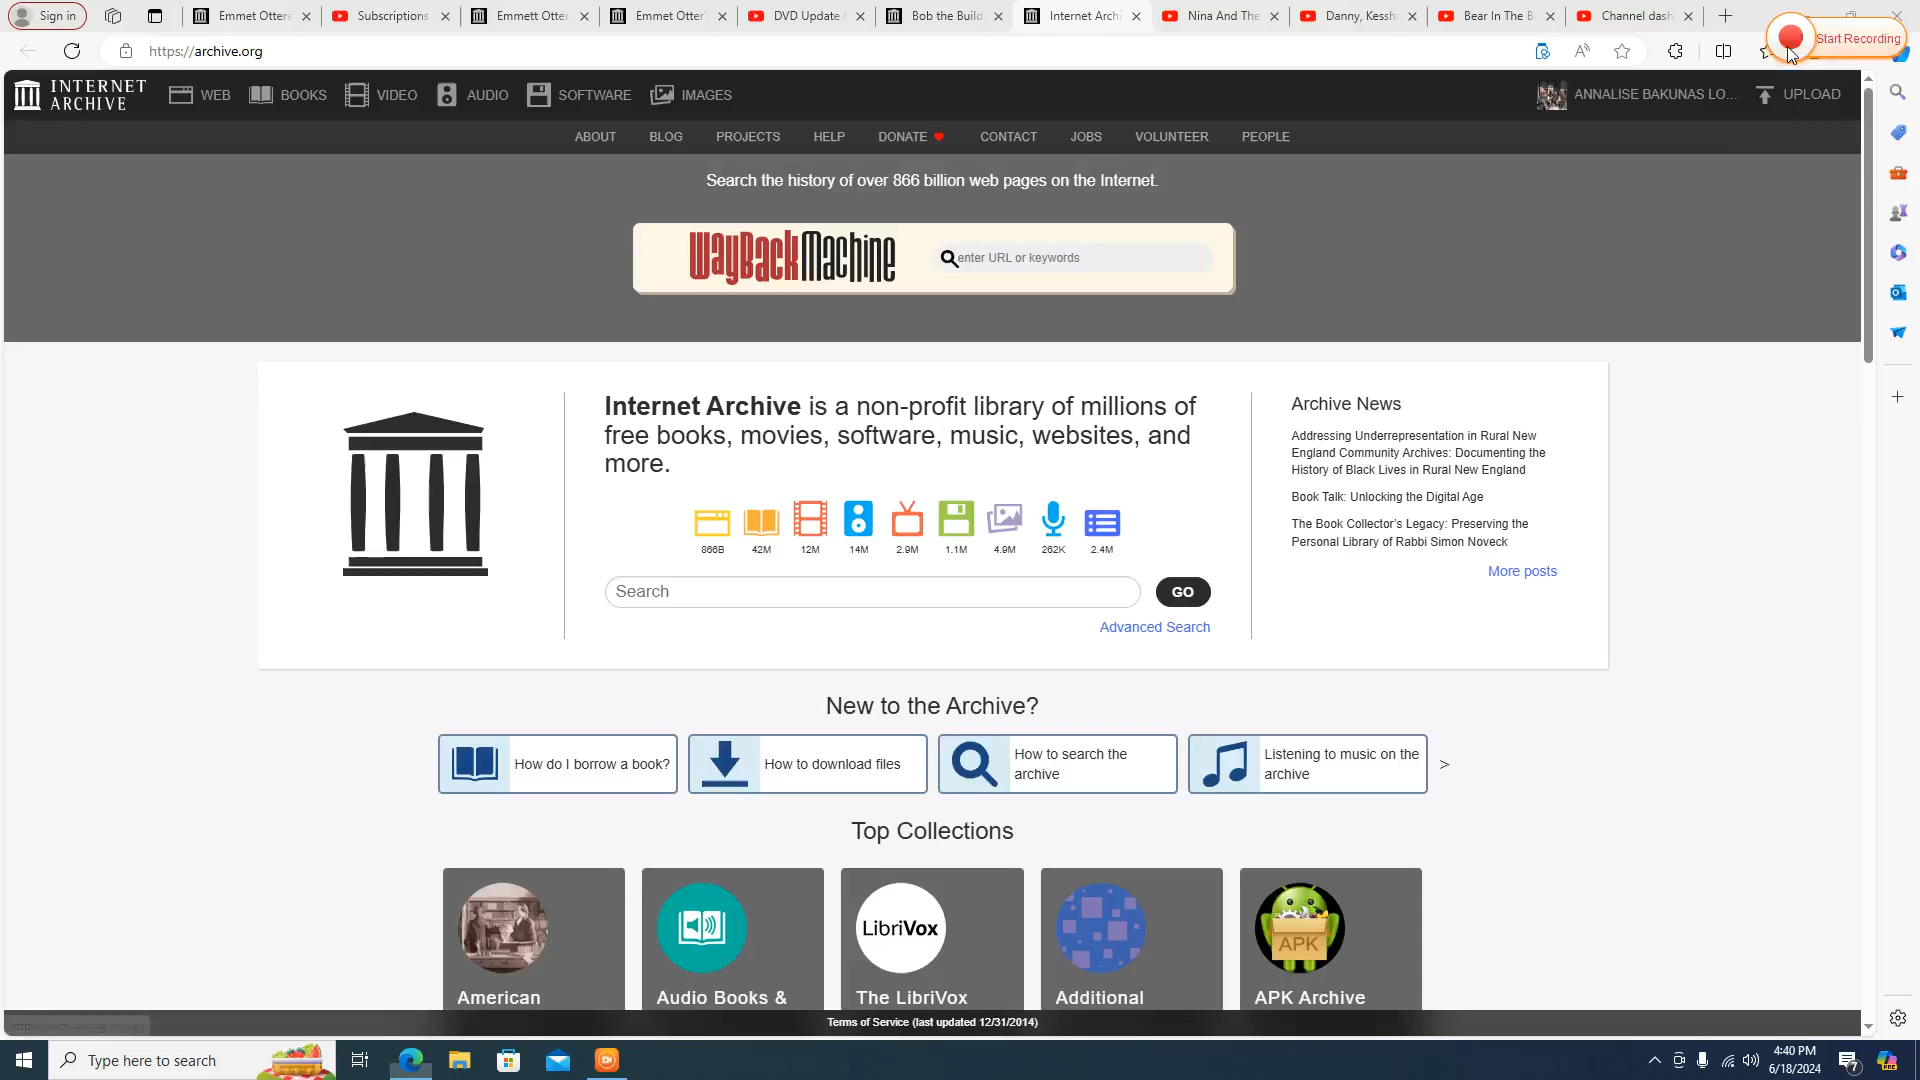 Sign in
Emmet Otters
Subscriptions
Emmett Otter
Emmet Otter's
DVD Update
Bob the Build
Internet Archi
Nina And The
Danny, Kessh
Bear In The B
Channel dash
https://archive.org
Start Recording
INTERNET ARCHIVE
WEB
BOOKS
VIDEO
AUDIO
SOFTWARE
IMAGES
ANNALISE BAKUNAS LO...
UPLOAD
ABOUT
BLOG
PROJECTS
HELP
DONATE
CONTACT
JOBS
VOLUNTEER
PEOPLE
Search the history of over 866 billion web pages on the Internet.
WayBackMachine
enter URL or keywords
Internet Archive is a non-profit library of millions of
free books, movies, software, music, websites, and
more.
866B
42M
12M
14M
2.9M
1.1M
4.9M
262K
2.4M
Search
GO
Advanced Search
Archive News
Addressing Underrepresentation in Rural New
England Community Archives: Documenting the
History of Black Lives in Rural New England
Book Talk: Unlocking the Digital Age
The Book Collector's Legacy: Preserving the
Personal Library of Rabbi Simon Noveck
More posts
New to the Archive?
How do I borrow a book?
How to download files
How to search the
archive
Listening to music on the
archive
>
Top Collections
LibriVox
APK
American
Audio Books &
The LibriVox
Additional
APK Archive
Terms of Service (last updated 12/31/2014)
Type here to search
4:40 PM
6/18/2024
7
PRE